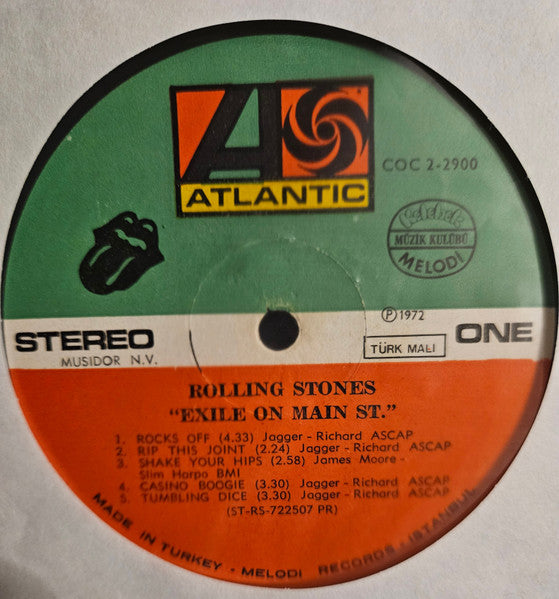 ATLANTIC
COC 2-2900
Kelebek
MÜZİK KULÜBÜ
MELODİ
STEREO
MUSIDOR N.V.
Ⓟ1972
TÜRK MALI
ONE
ROLLING STONES
“EXILE ON MAIN ST.”
1. ROCKS OFF (4.33) Jagger - Richard ASCAP
2. RIP THIS JOINT (2.24) Jagger - Richard ASCAP
3. SHAKE YOUR HIPS (2.58) James Moore -
Slim Harpo BMI
4. CASINO BOOGIE (3.30) Jagger - Richard ASCAP
5. TUMBLING DICE (3.30) Jagger - Richard ASCAP
(ST-RS-722507 PR)
MADE IN TURKEY - MELODI RECORDS - ISTANBUL